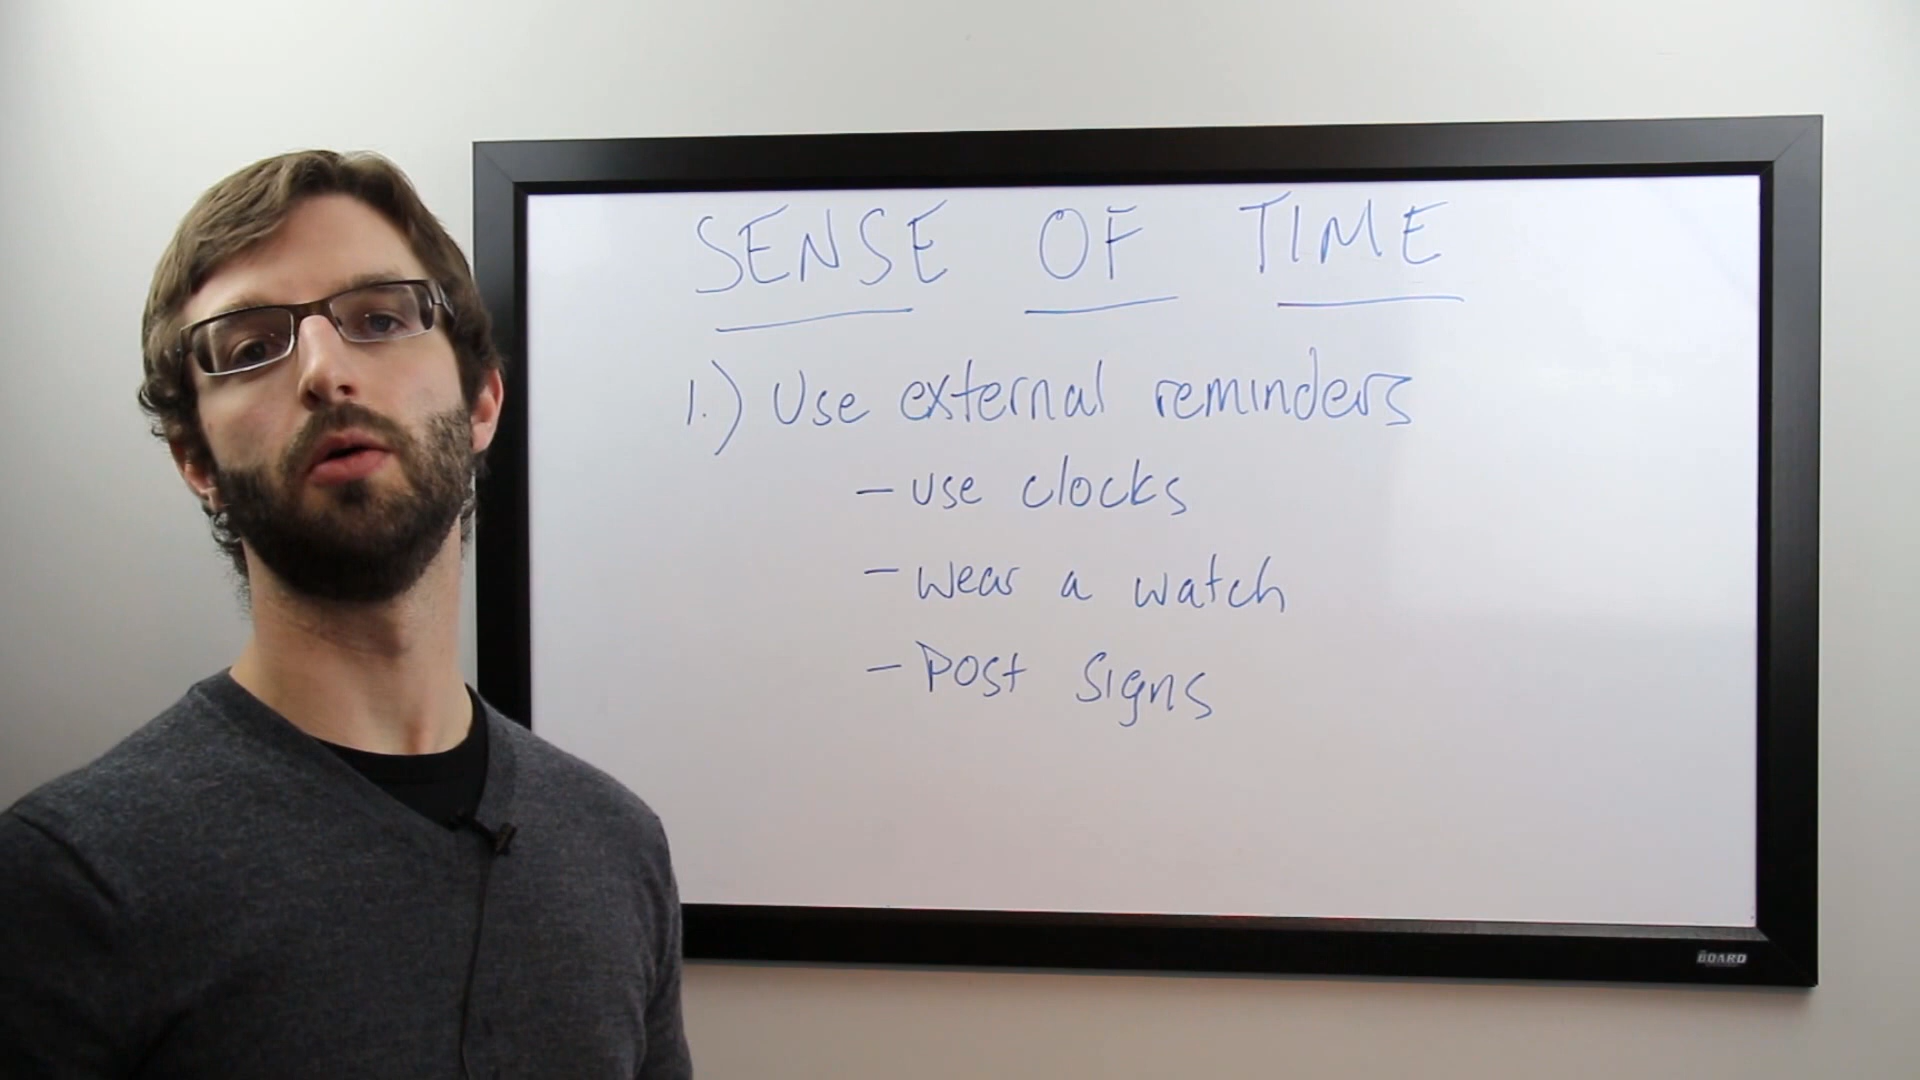 SENSE OF TIME
1.) Use external reminders
- use clocks
- wear a watch
- Post signs
BOARD